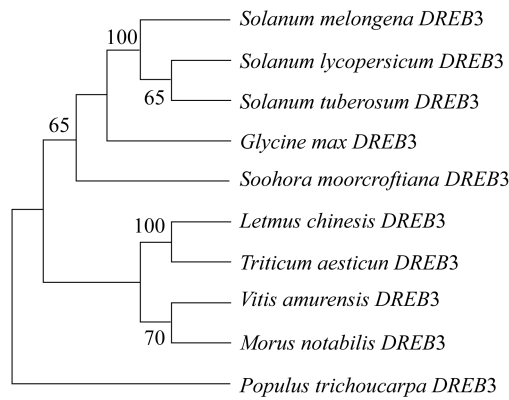 Solanum melongena DREB3
100
Solanum lycopersicum DREB3
65
Solanum tuberosum DREB3
65
Glycine max DREB3
Soohora moorcroftiana DREB3
Letmus chinesis DREB3
100
Triticum aesticun DREB3
Vitis amurensis DREB3
70
Morus notabilis DREB3
Populus trichoucarpa DREB3